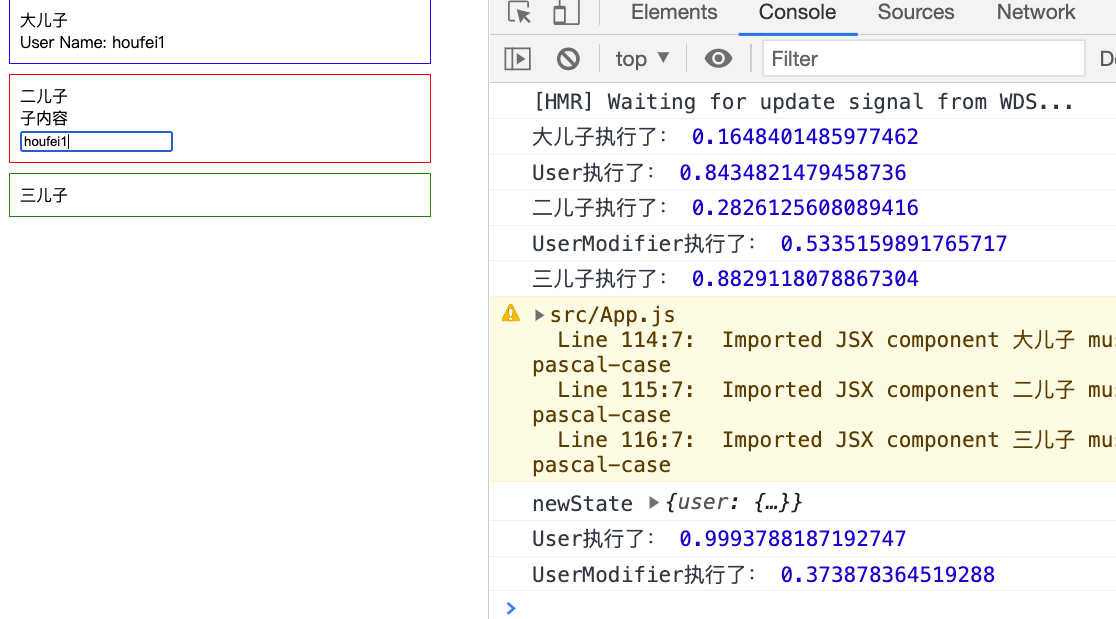 大儿子
User Name: houfei1
二儿子
子内容
houfei1
三儿子
Elements Console Sources Network
top ▼ Filter
[HMR] Waiting for update signal from WDS...
大儿子执行了： 0.1648401485977462
User执行了： 0.8434821479458736
二儿子执行了： 0.2826125608089416
UserModifier执行了： 0.5335159891765717
三儿子执行了： 0.8829118078867304
▶src/App.js
Line 114:7: Imported JSX component 大儿子
pascal-case
Line 115:7: Imported JSX component 二儿子
pascal-case
Line 116:7: Imported JSX component 三儿子
pascal-case
newState ▶{user: {…}}
User执行了： 0.9993788187192747
UserModifier执行了： 0.373878364519288